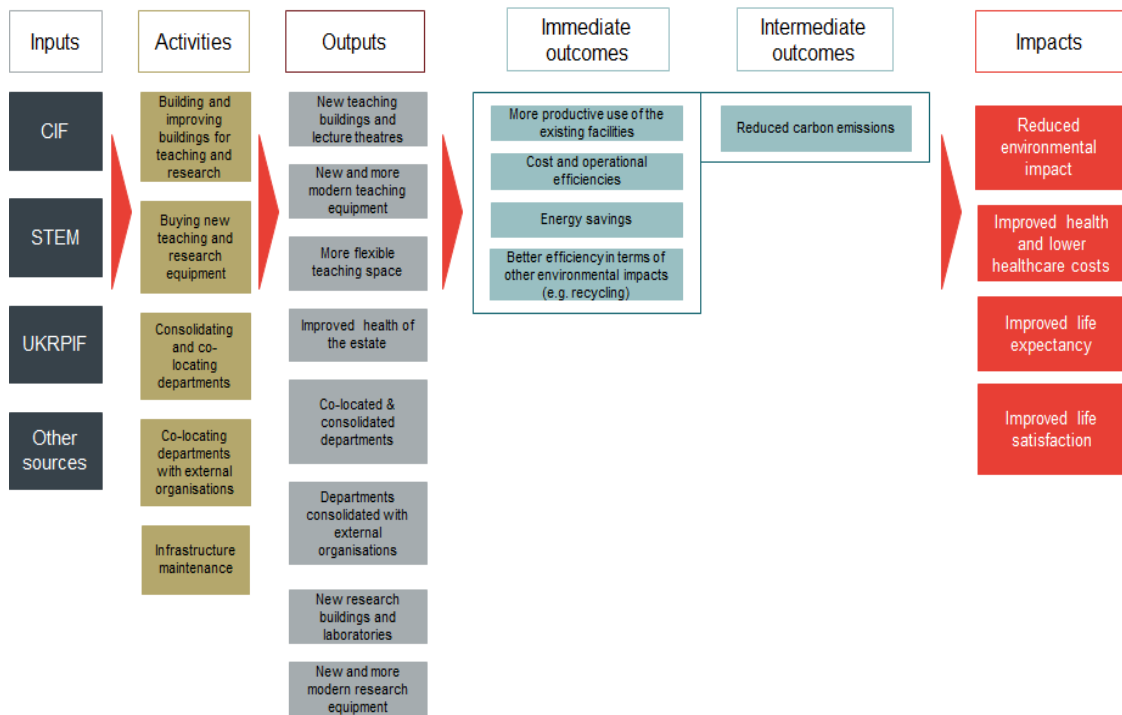 Inputs
Activities
Outputs
Immediate
outcomes
Intermediate
outcomes
Impacts
CIF
STEM
UKRPIF
Other
sources
Building and
improving
buildings for
teaching and
research
Buying new
teaching and
research
equipment
Consolidating
and co-
locating
departments
Co-locating
departments
with external
organisations
Infrastructure
maintenance
New teaching
buildings and
lecture theatres
New and more
modern teaching
equipment
More flexible
teaching space
Improved health of
the estate
Co-located &
consolidated
departments
Departments
consolidated with
external
organisations
New research
buildings and
laboratories
New and more
modern research
equipment
More productive use of the
existing facilities
Cost and operational
efficiencies
Energy savings
Better efficiency in terms of
other environmental impacts
(e.g. recycling)
Reduced carbon emissions
Reduced
environmental
impact
Improved health
and lower
healthcare costs
Improved life
expectancy
Improved life
satisfaction